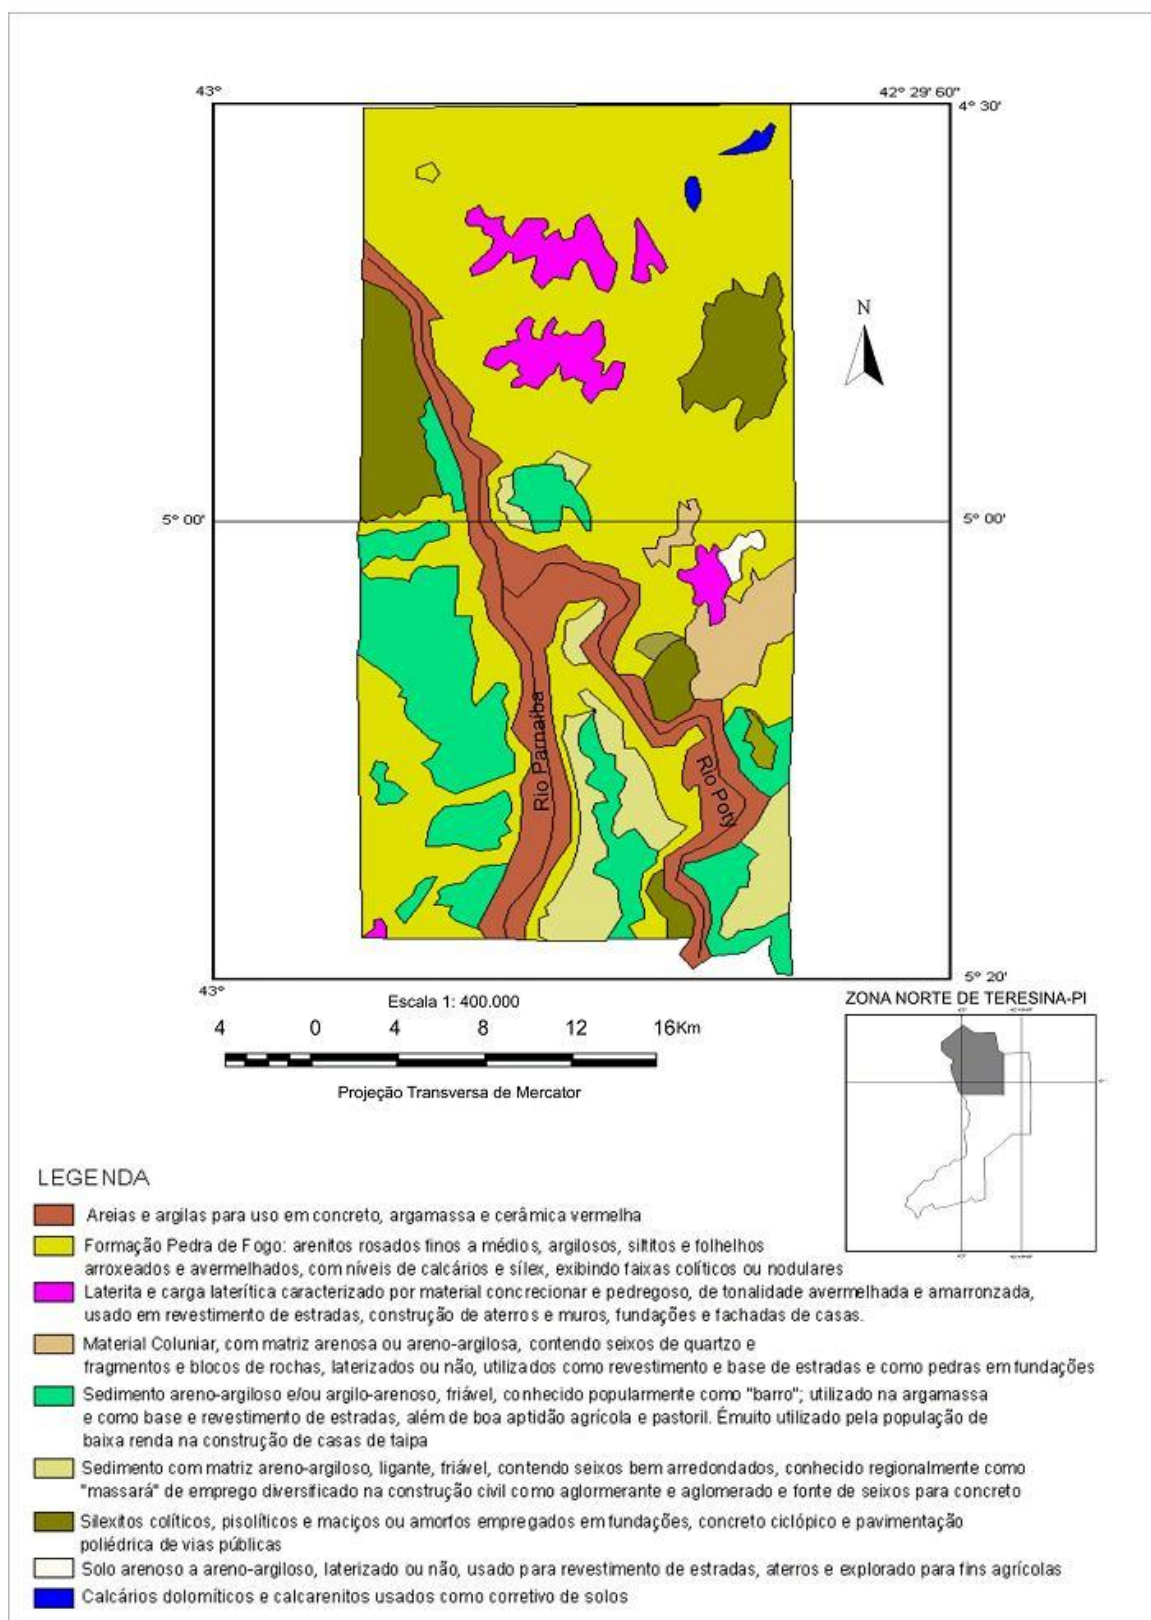 43°
42° 29' 60"
4° 30'
N
5° 00'
5° 00'
Rio Parnaíba
Rio Poty
43°
5° 20'
Escala 1: 400.000
4 0 4 8 12 16Km
Projeção Transversa de Mercator
ZONA NORTE DE TERESINA-PI
LEGENDA
Areias e argilas para uso em concreto, argamassa e cerâmica vermelha
Formação Pedra de Fogo: arenitos rosados finos a médios, argilosos, siltitos e folhelhos
arroxeados e avermelhados, com níveis de calcários e sílex, exibindo faixas colíticos ou nodulares
Laterita e carga laterítica caracterizado por material concrecionar e pedregoso, de tonalidade avermelhada e amarronzada,
usado em revestimento de estradas, construção de aterros e muros, fundações e fachadas de casas.
Material Coluniar, com matriz arenosa ou areno-argilosa, contendo seixos de quartzo e
fragmentos e blocos de rochas, laterizados ou não, utilizados como revestimento e base de estradas e como pedras em fundações
Sedimento areno-argiloso e/ou argilo-arenoso, friável, conhecido popularmente como "barro"; utilizado na argamassa
e como base e revestimento de estradas, além de boa aptidão agrícola e pastoril. Émuito utilizado pela população de
baixa renda na construção de casas de taipa
Sedimento com matriz areno-argiloso, ligante, friável, contendo seixos bem arredondados, conhecido regionalmente como
"massará" de emprego diversificado na construção civil como aglormerante e aglomerado e fonte de seixos para concreto
Silexitos colíticos, pisolíticos e maciços ou amorfos empregados em fundações, concreto ciclópico e pavimentação
poliédrica de vias públicas
Solo arenoso a areno-argiloso, laterizado ou não, usado para revestimento de estradas, aterros e explorado para fins agrícolas
Calcários dolomíticos e calcarenitos usados como corretivo de solos